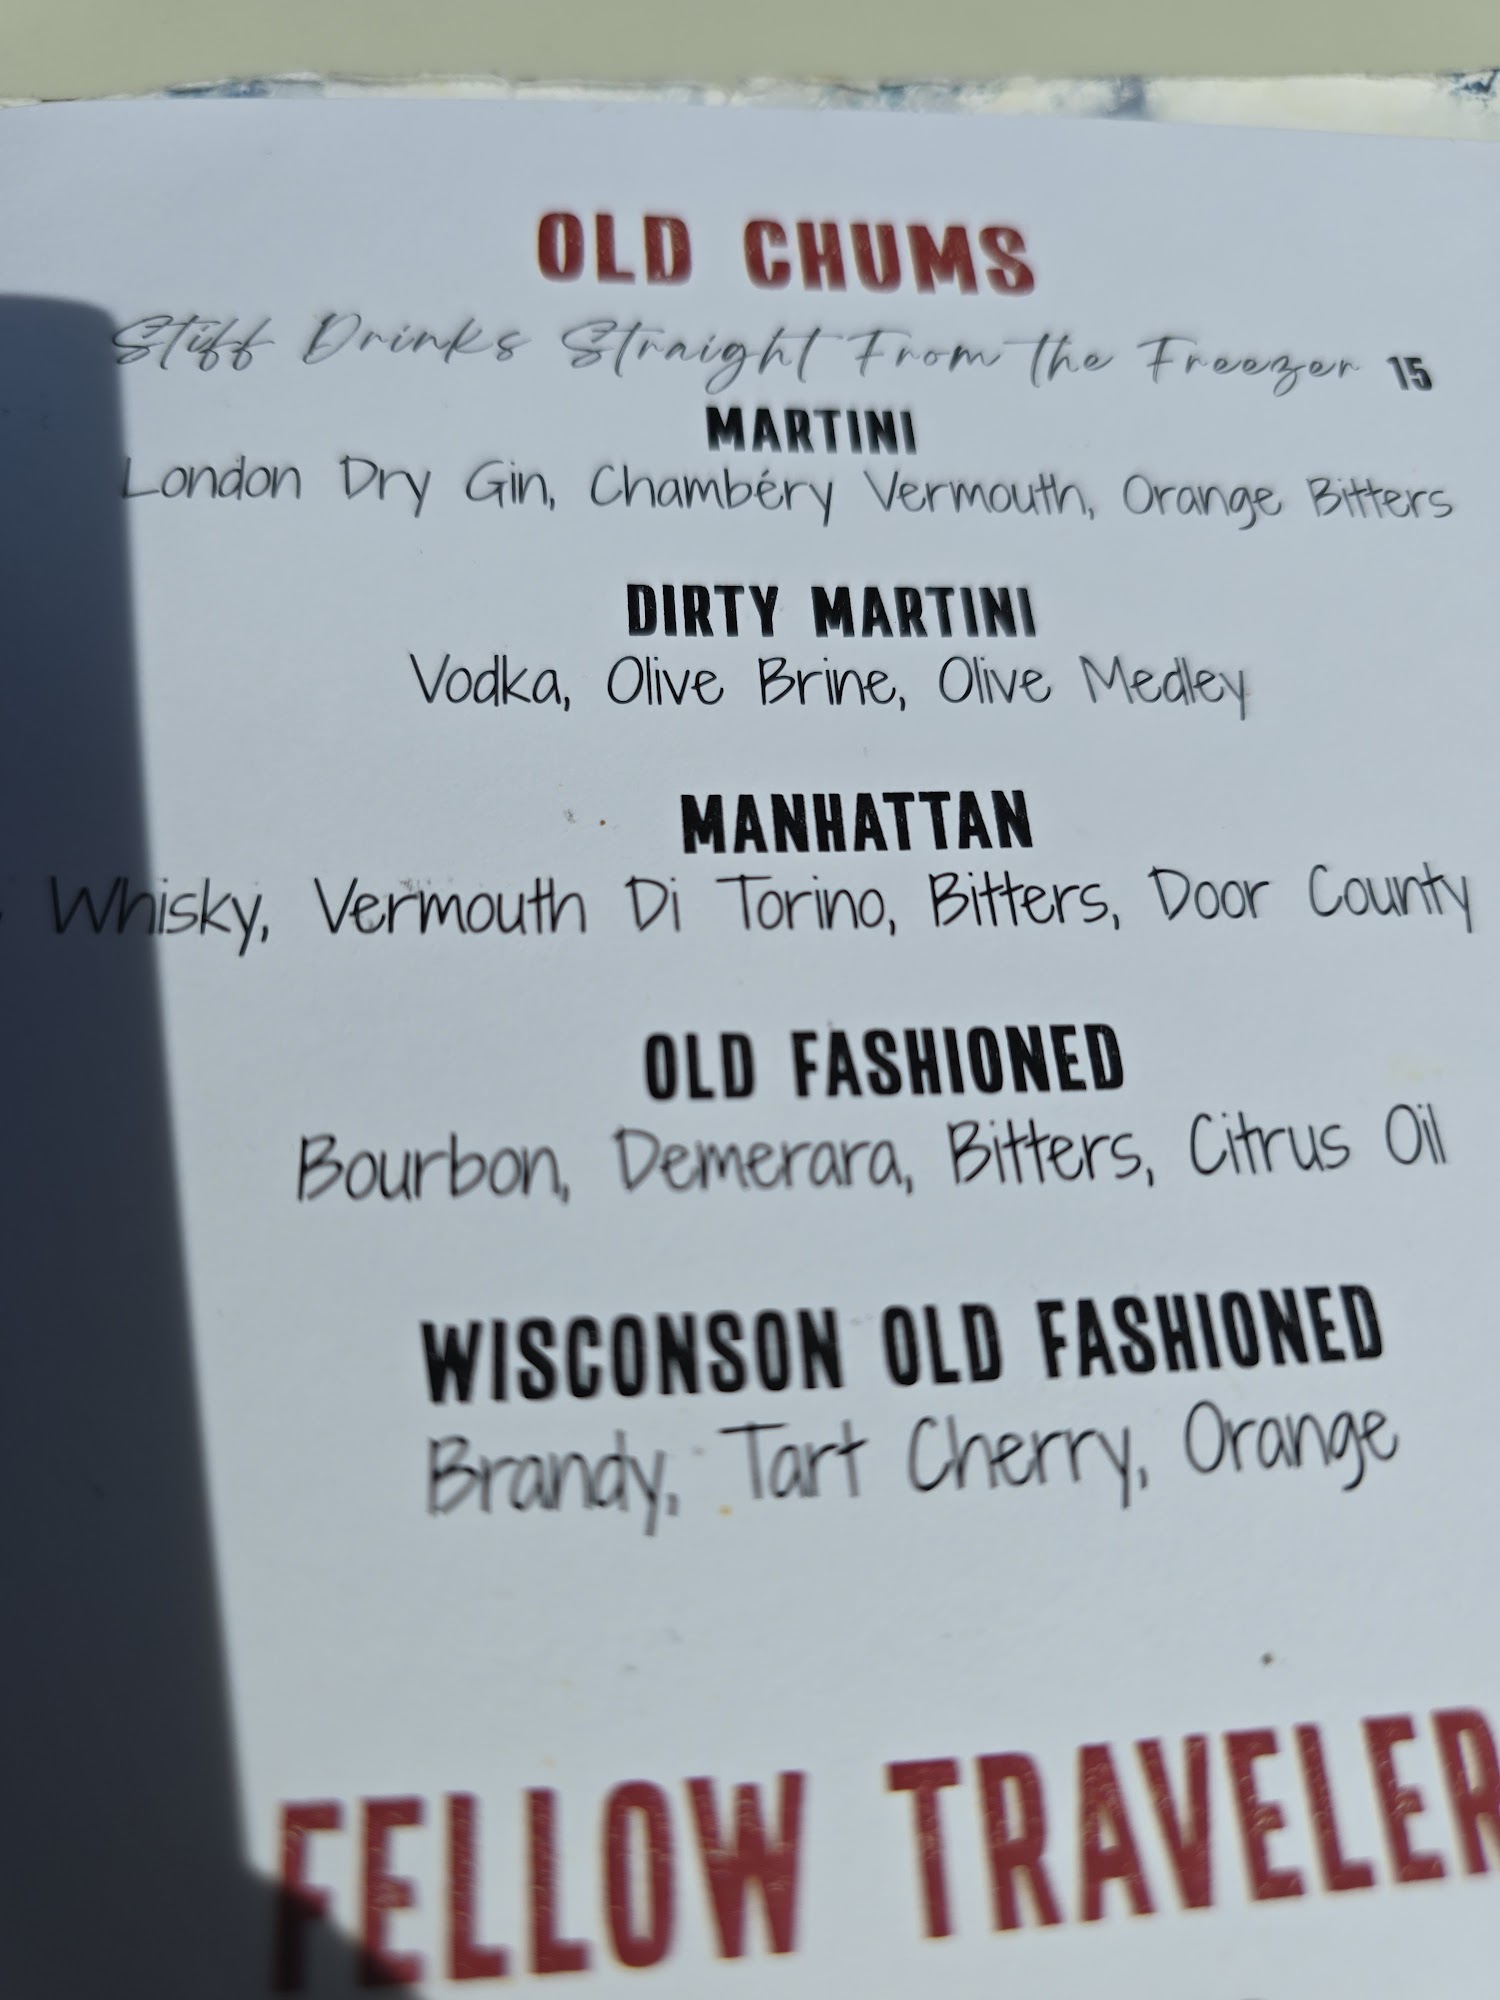 OLD CHUMS
Stiff Drinks Straight From the Freezer 15
MARTINI
London Dry Gin, Chambéry Vermouth, Orange Bitters
DIRTY MARTINI
Vodka, Olive Brine, Olive Medley
MANHATTAN
Whisky, Vermouth Di Torino, Bitters, Door County
OLD FASHIONED
Bourbon, Demerara, Bitters, Citrus Oil
WISCONSON OLD FASHIONED
Brandy, Tart Cherry, Orange
FELLOW TRAVELER